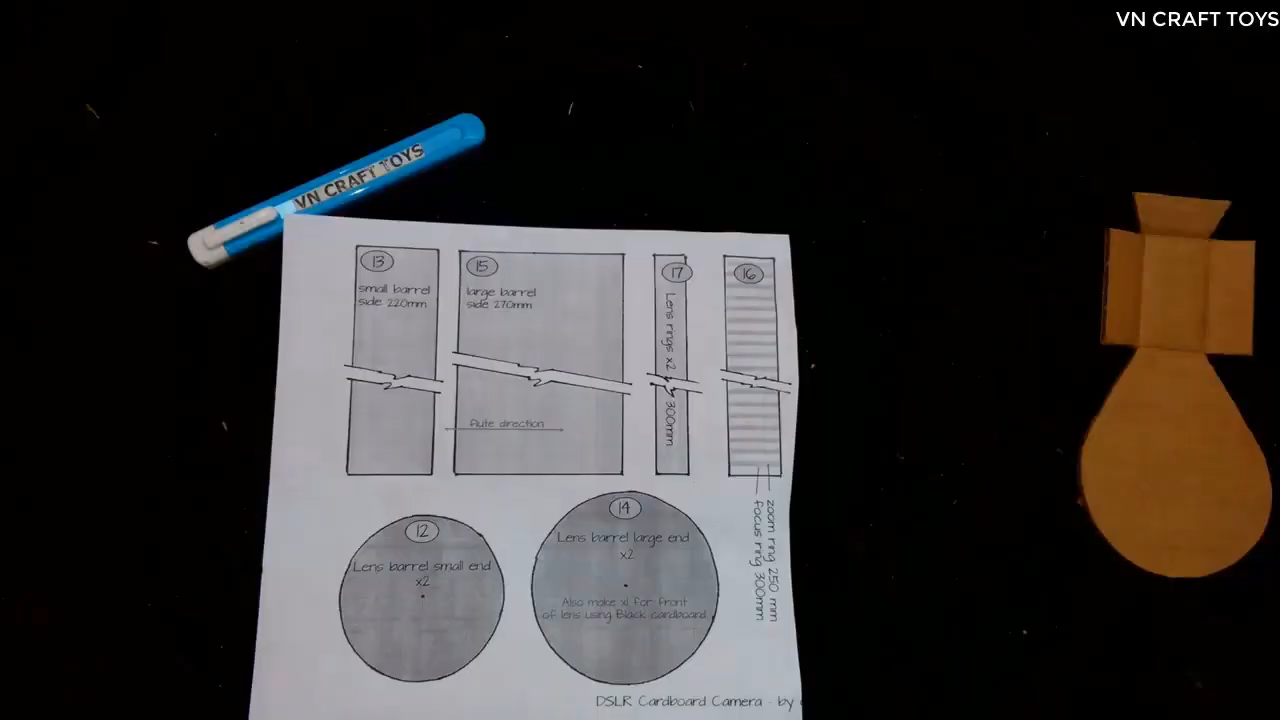 VN CRAFT TOYS
VN CRAFT TOYS
13
small barrel
side 220mm
15
large barrel
side 270mm
17
Lens rings x2 300mm
16
flute direction
zoom ring 250 mm
focus ring 300mm
12
Lens barrel small end
x2
14
Lens barrel large end
x2
Also make x1 for front
of lens using Black cardboard
DSLR Cardboard Camera - by